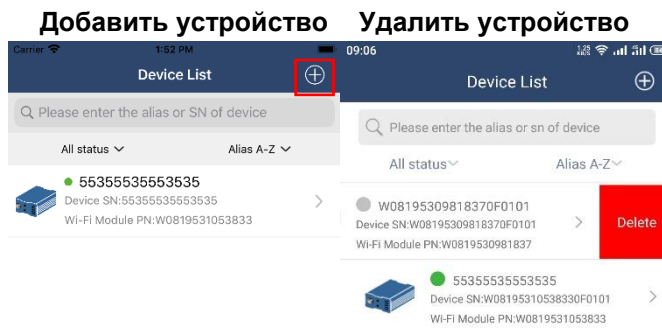 Добавить устройство
Carrier 1:52 PM
Device List
Please enter the alias or SN of device
All status Alias A-Z
55355535553535
Device SN:55355535553535
Wi-Fi Module PN:W0819531053833
Удалить устройство
09:06
Device List
Please enter the alias or sn of device
All status Alias A-Z
W08195309818370F0101
Device SN:W08195309818370F0101
Wi-Fi Module PN:W0819530981837
Delete
55355535553535
Device SN:W08195310538330F0101
Wi-Fi Module PN:W0819531053833